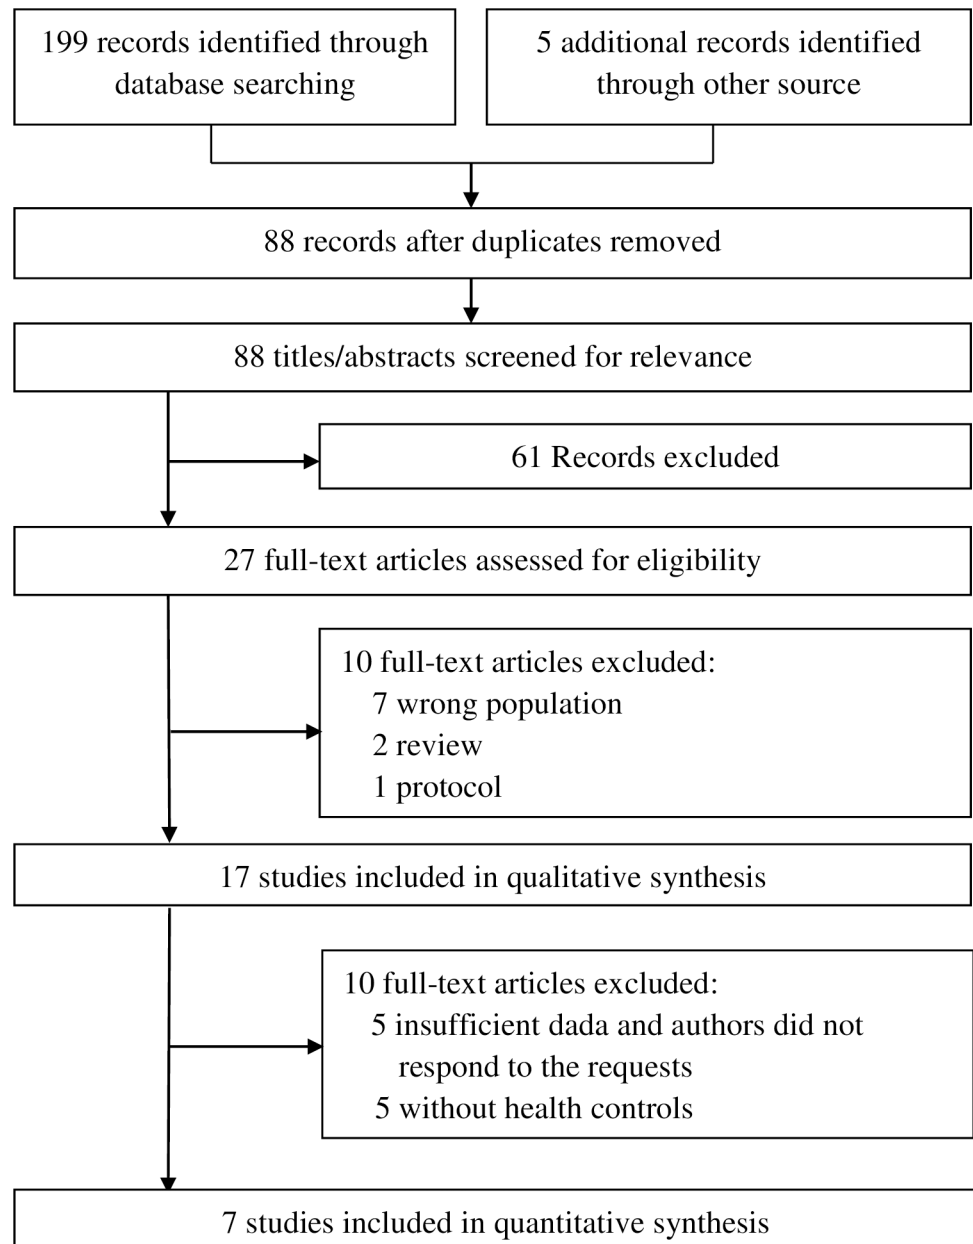 199 records identified through
database searching
5 additional records identified
through other source
88 records after duplicates removed
88 titles/abstracts screened for relevance
61 Records excluded
27 full-text articles assessed for eligibility
10 full-text articles excluded:
7 wrong population
2 review
1 protocol
17 studies included in qualitative synthesis
10 full-text articles excluded:
5 insufficient dada and authors did not
respond to the requests
5 without health controls
7 studies included in quantitative synthesis